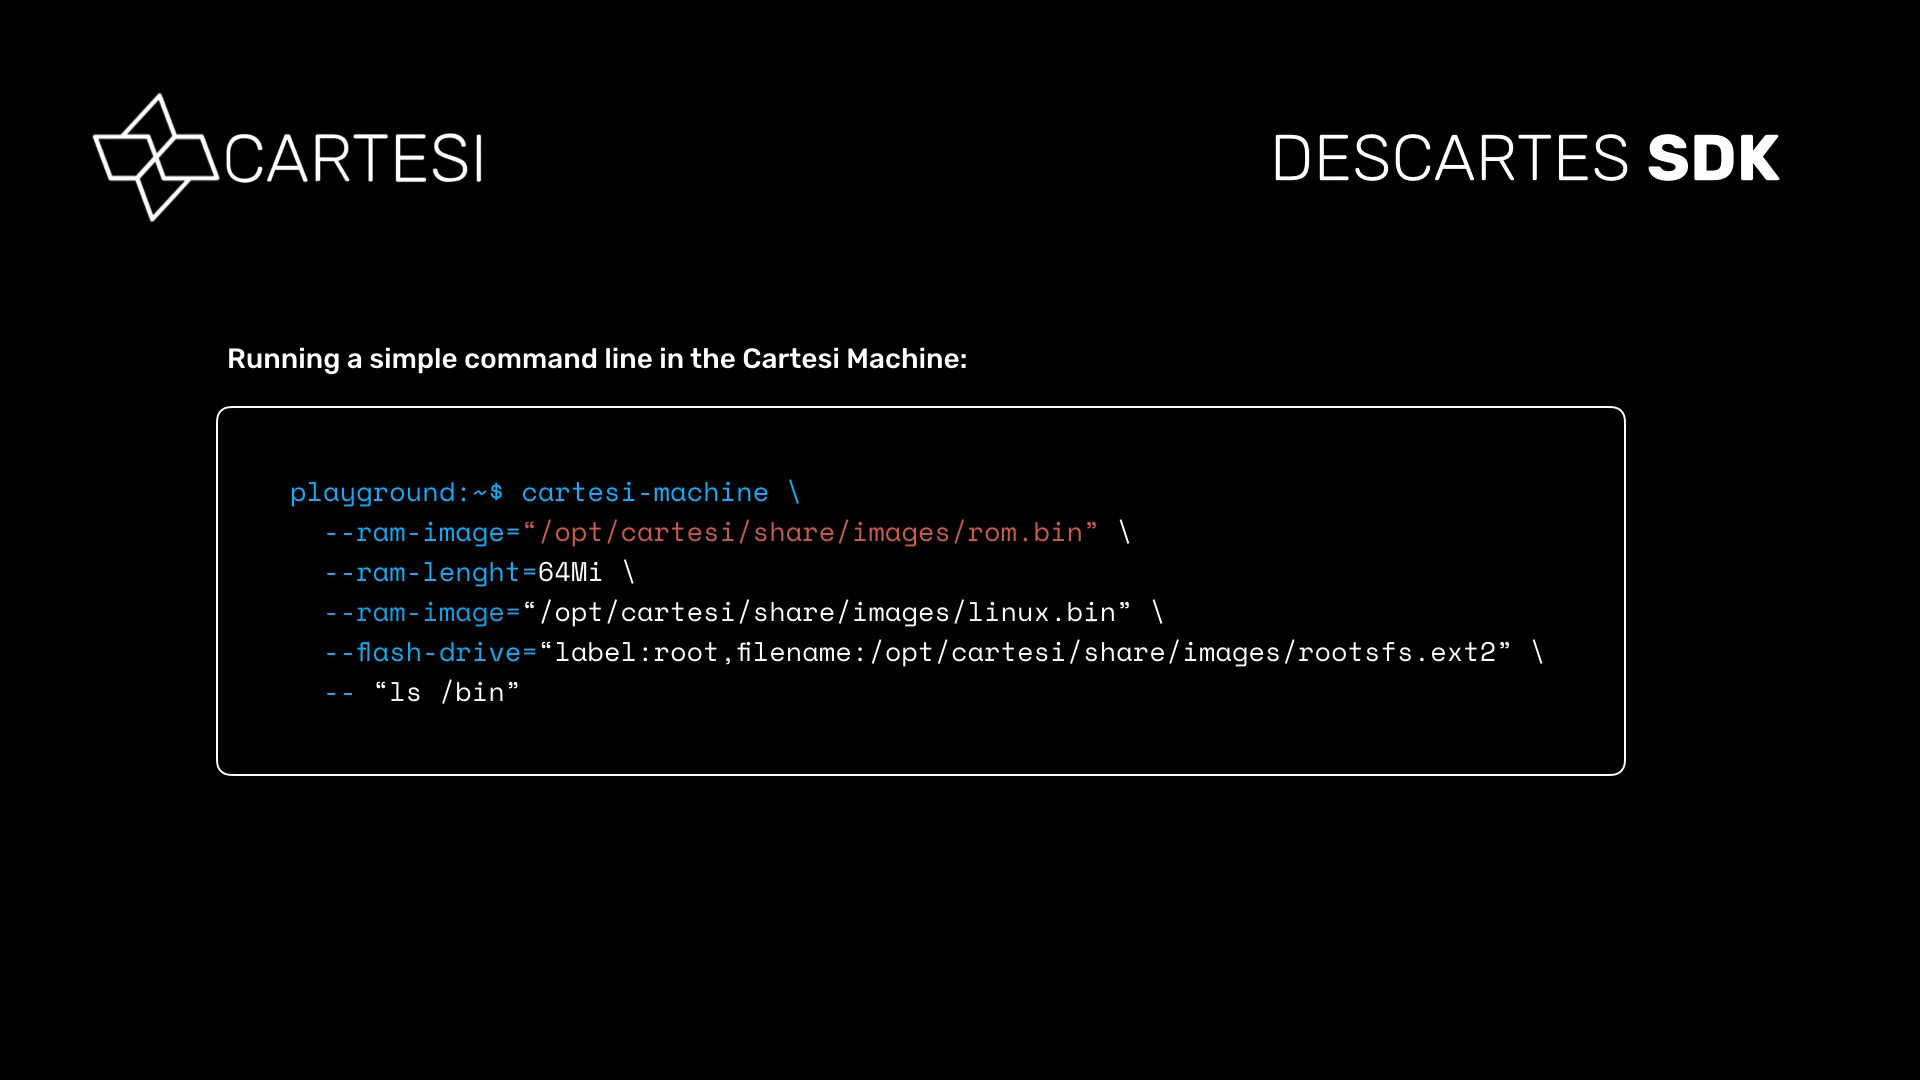 CARTESI
DESCARTES SDK
Running a simple command line in the Cartesi Machine:
playground:~$ cartesi-machine \
--ram-image=“/opt/cartesi/share/images/rom.bin” \
--ram-lenght=64Mi \
--ram-image=“/opt/cartesi/share/images/linux.bin” \
--flash-drive=“label:root,filename:/opt/cartesi/share/images/rootsfs.ext2” \
-- “ls /bin”